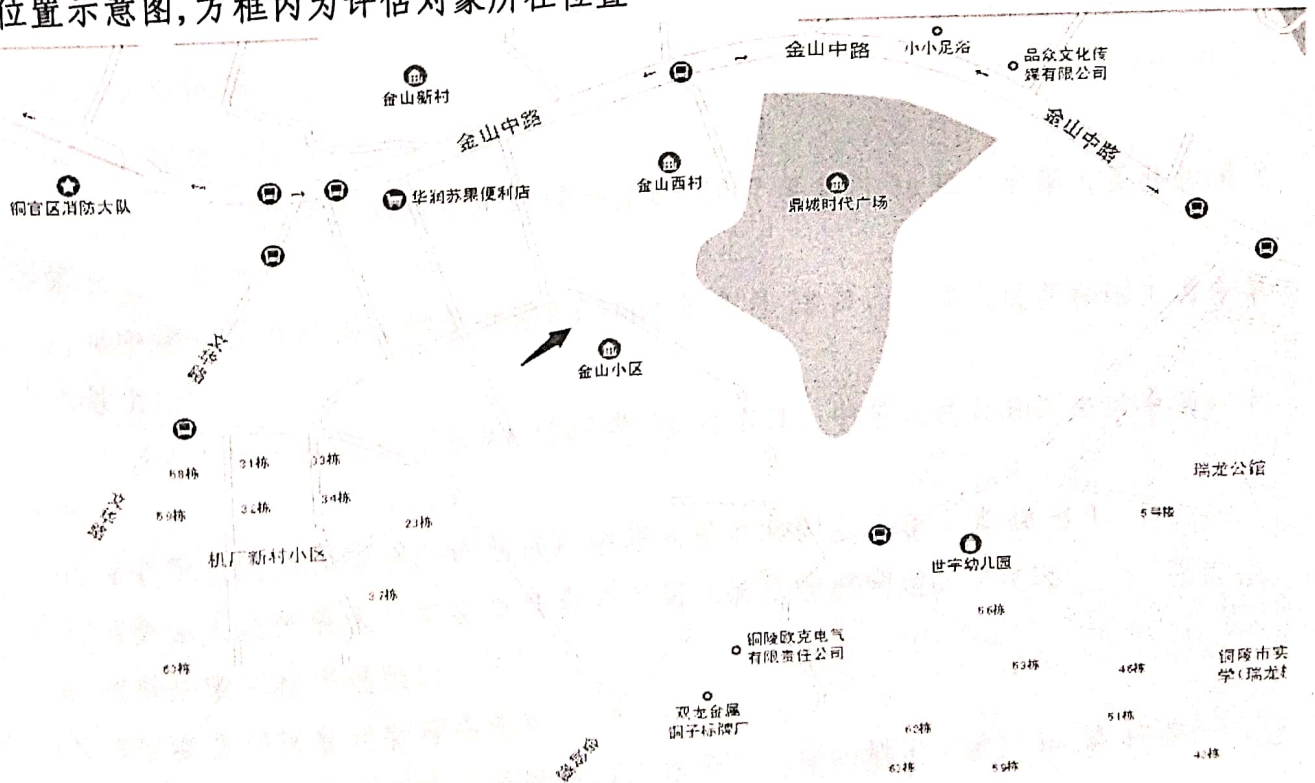 位置示意图,方框内为评估对象所在位置
金山中路
小小足浴
品众文化传
媒有限公司
金山新村
金山中路
金山中路
铜官区消防大队
华润苏果便利店
金山西村
鼎城时代广场
金山小区
58栋
31栋
33栋
59栋
32栋
34栋
23栋
机厂新村小区
37栋
瑞龙公馆
5号楼
世宇幼儿园
56栋
铜陵欧克电气
有限责任公司
53栋
46栋
铜陵市实
学(瑞龙
双龙金属
铜字标牌厂
51栋
59栋